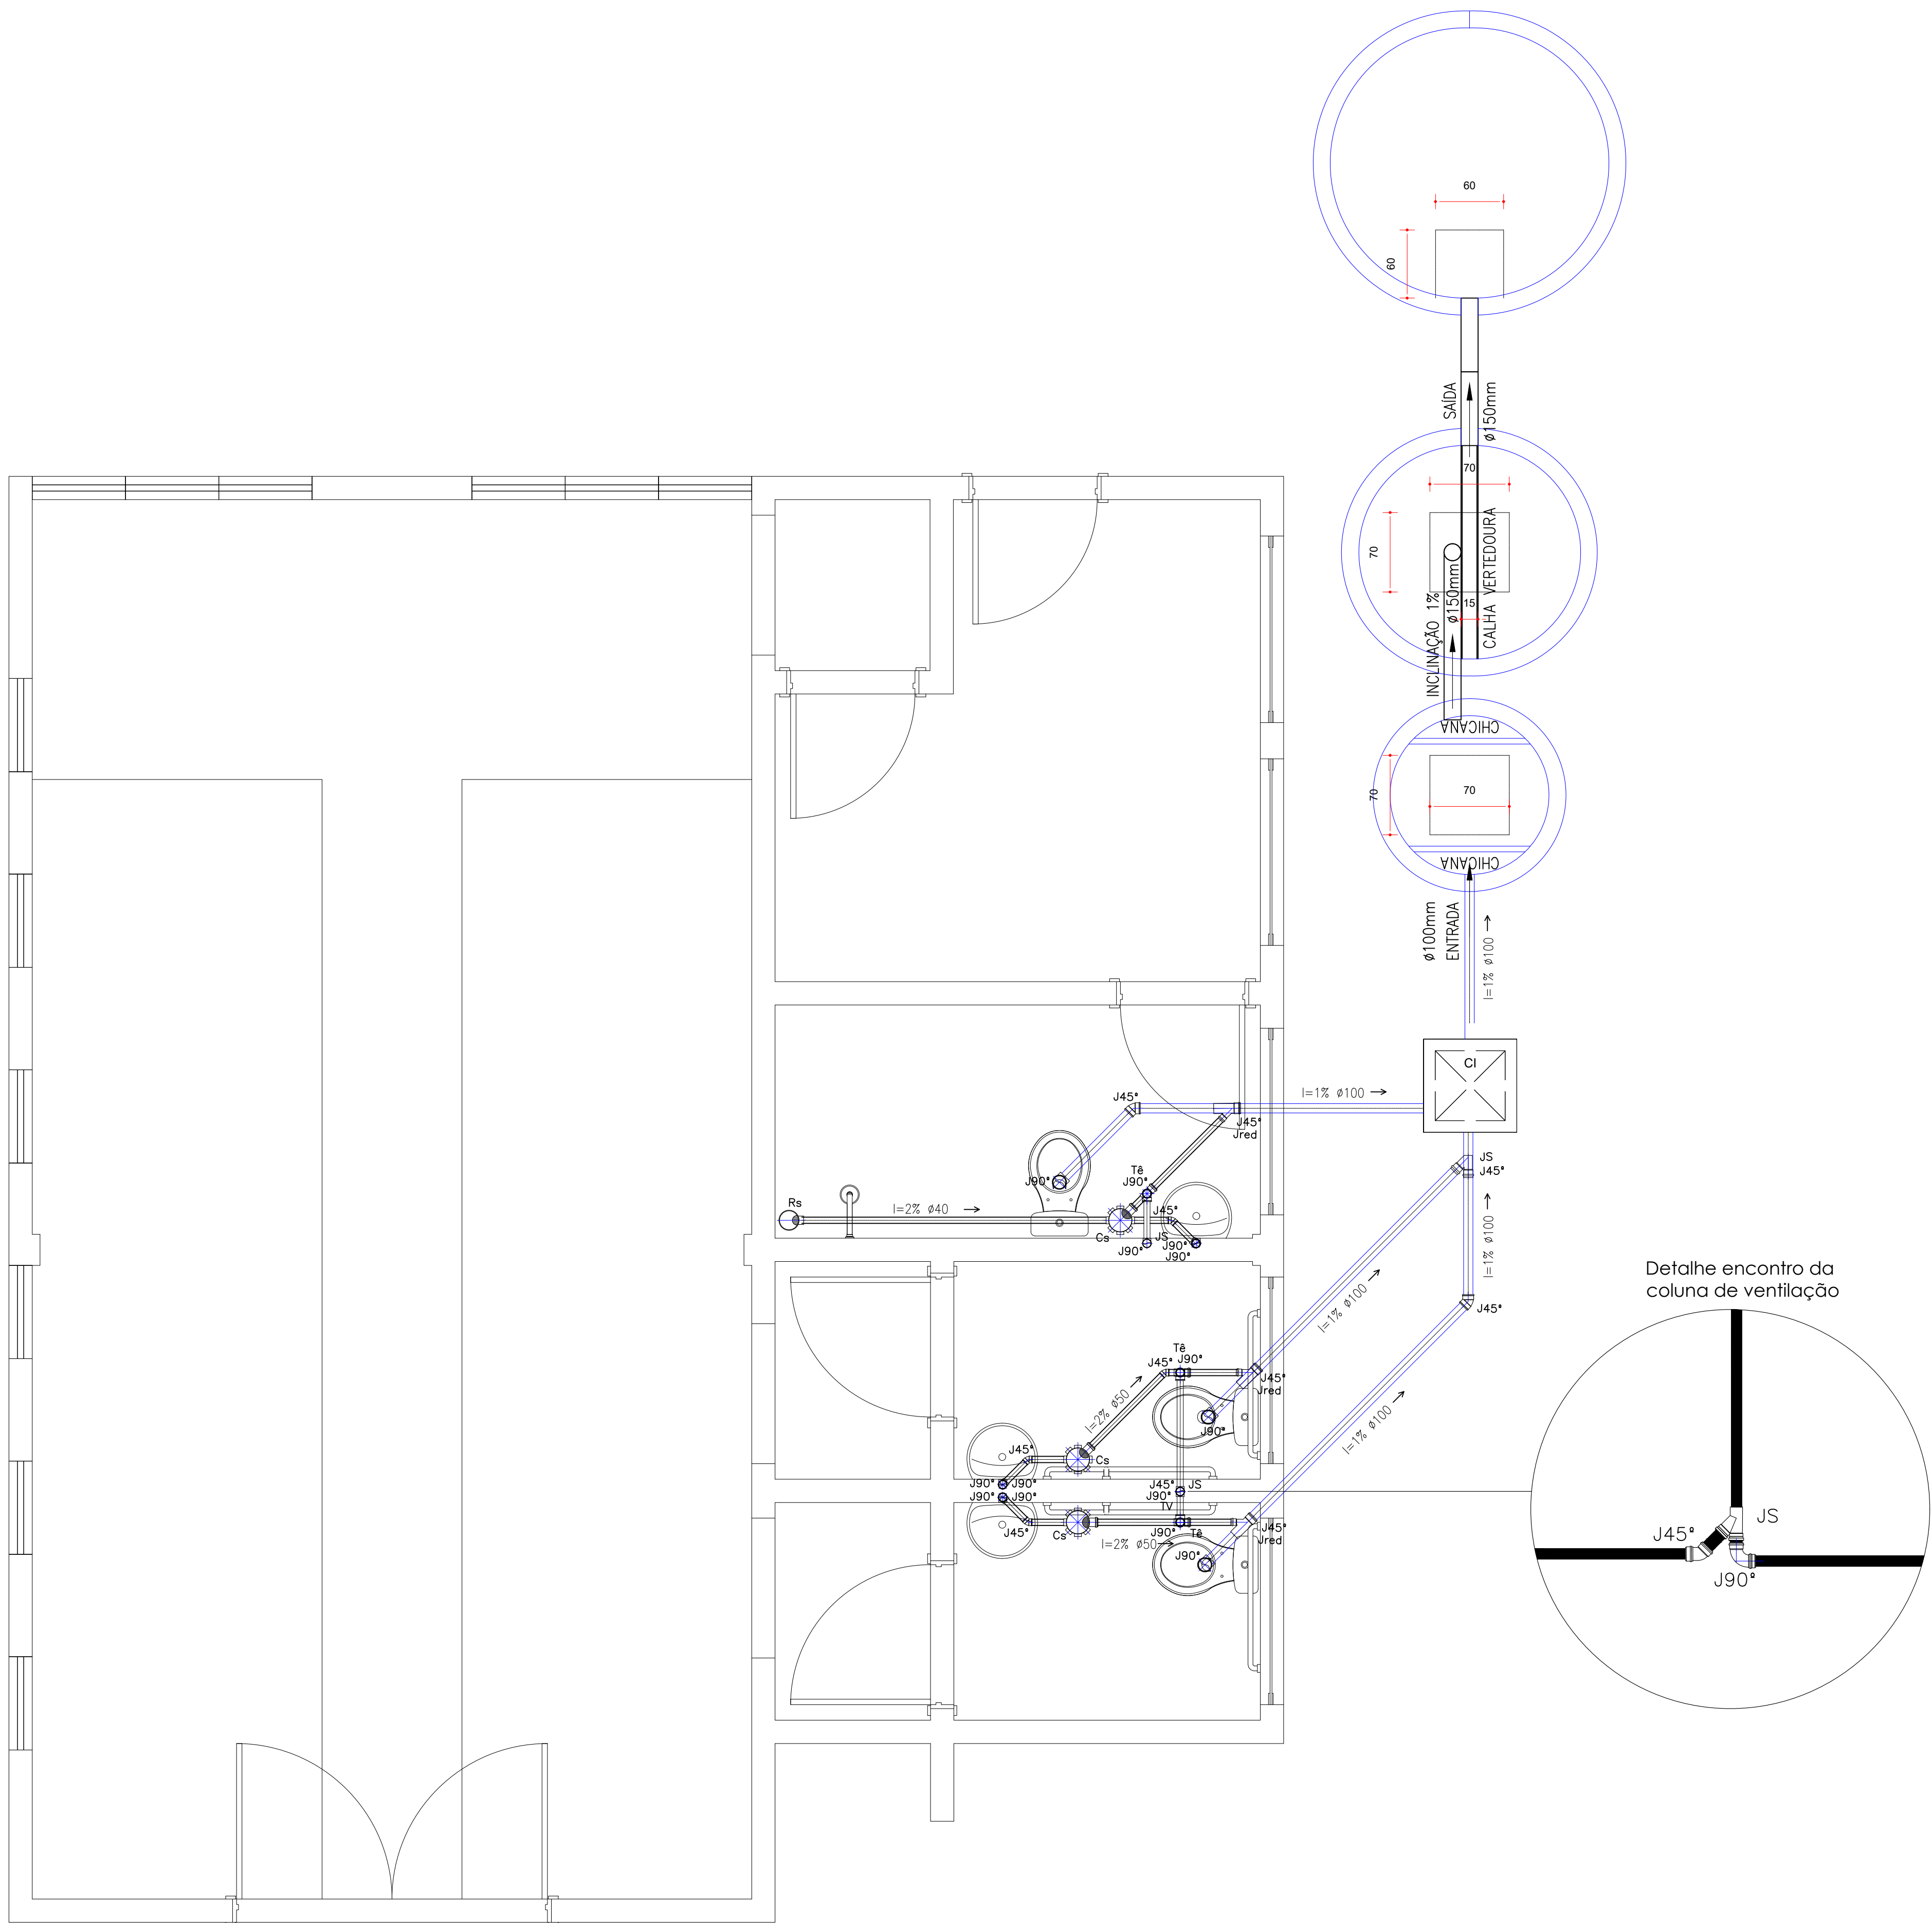 60
60
SAÍDA
ø150mm
70
70
CALHA VERTEDOURA
ø150mm
INCLINAÇÃO 1%
15
CHICANA
70
70
CHICANA
ø100mm
ENTRADA
I=1% ø100
CI
I=1% ø100
J45°
J45°
Jred
Tê
J90°
J90°
Rs
I=2% ø40
J45°
Cs
JS
J90°
J90°
J90°
JS
J45°
I=1% ø100
J45°
I=1% ø100
Detalhe encontro da
coluna de ventilação
Tê
J45°
J90°
J45°
Jred
I=2% ø50
J90°
I=1% ø100
J45°
Cs
J90°
J90°
J90°
J90°
J45°
JS
J90°
TV
J45°
Cs
J90°
Tê
J45°
Jred
I=2% ø50
J90°
JS
J45°
J90°